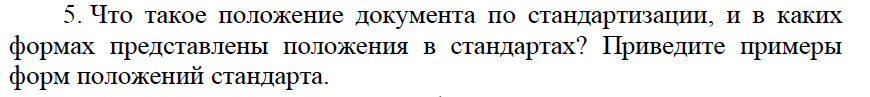 5. Что такое положение документа по стандартизации, и в каких
формах представлены положения в стандартах? Приведите примеры
форм положений стандарта.